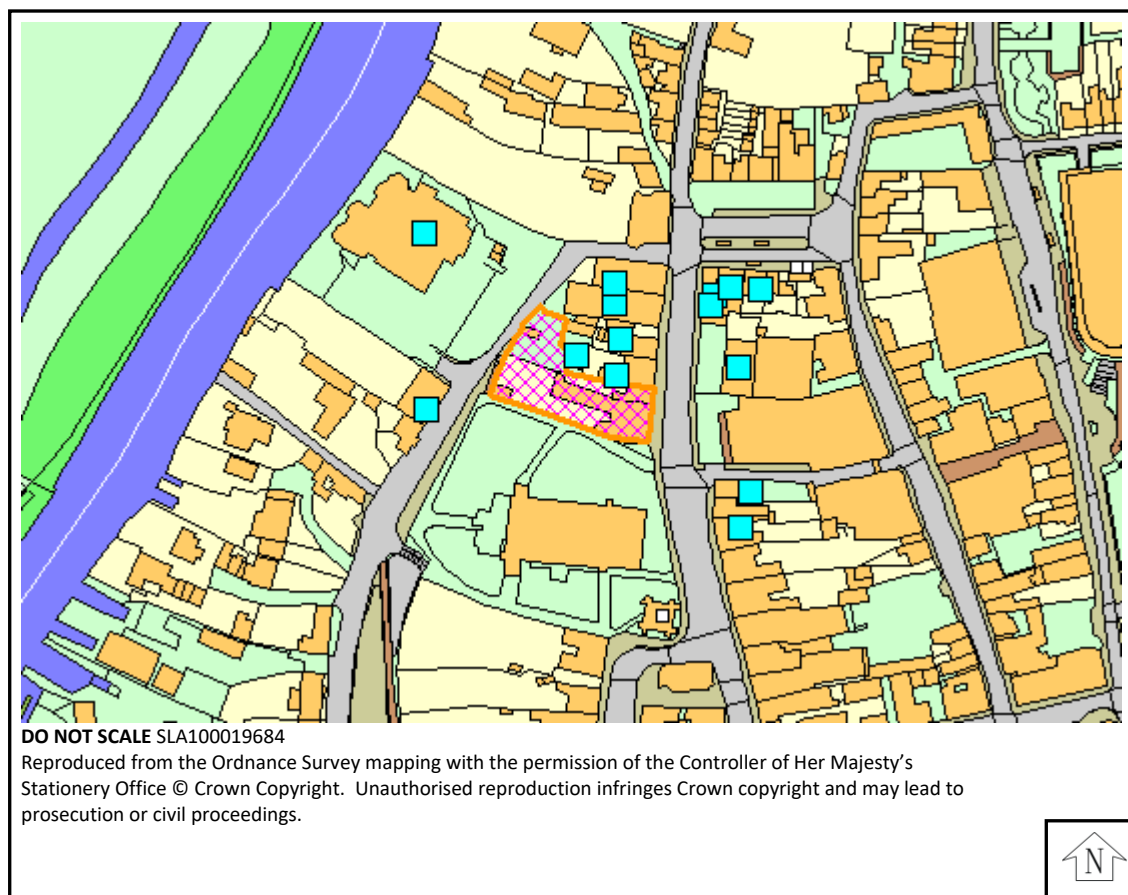 DO NOT SCALE SLA100019684
Reproduced from the Ordnance Survey mapping with the permission of the Controller of Her Majesty’s
Stationery Office © Crown Copyright.  Unauthorised reproduction infringes Crown copyright and may lead to
prosecution or civil proceedings.
N